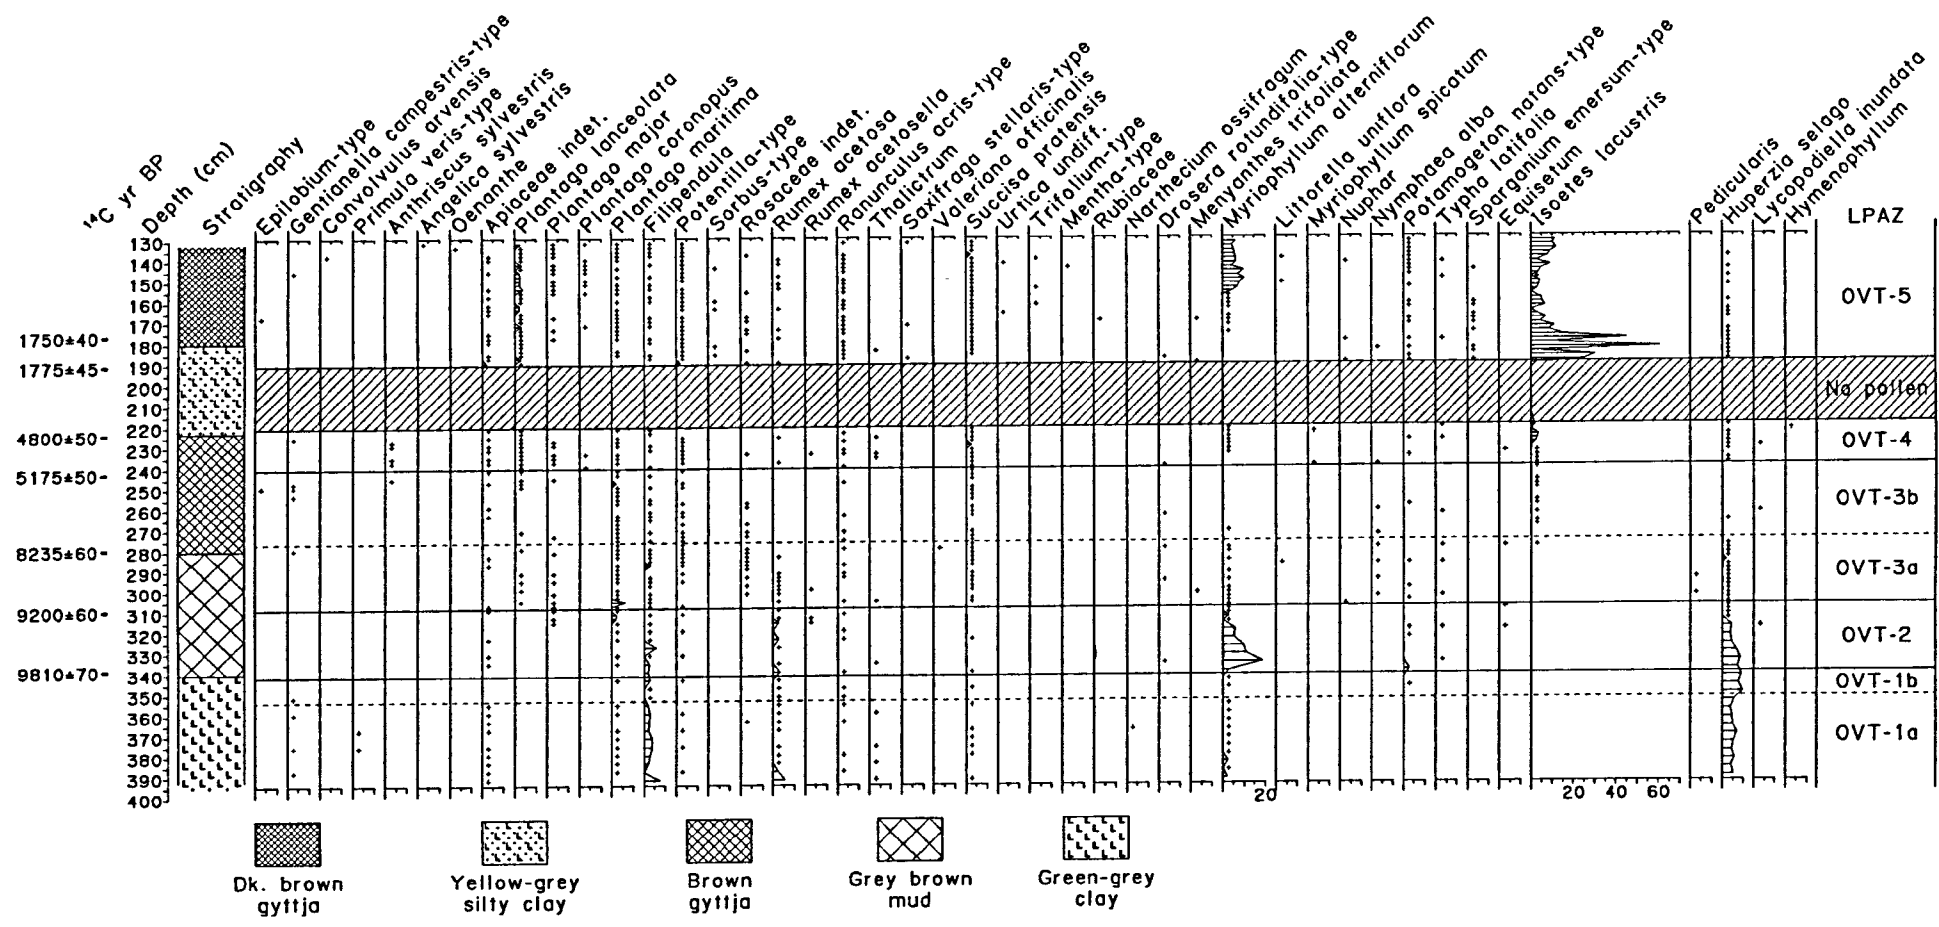 ¹⁴C yr BP
Depth (cm)
Stratigraphy
Epilobium-type
Gentianella campestris-type
Convolvulus arvensis
Primula veris-type
Anthriscus sylvestris
Angelica sylvestris
Oenanthe
Apiaceae indet.
Plantago lanceolata
Plantago major
Plantago coronopus
Plantago maritima
Filipendula
Potentilla-type
Sorbus-type
Rosaceae indet.
Rumex acetosa
Rumex acetosella
Ranunculus acris-type
Thalictrum
Saxifraga stellaris-type
Valeriana officinalis
Succisa pratensis
Urtica undiff.
Trifolium-type
Mentha-type
Rubiaceae
Narthecium ossifragum
Drosera rotundifolia-type
Menyanthes trifoliata
Myriophyllum alterniflorum
Littorella uniflora
Myriophyllum spicatum
Nuphar
Nymphaea alba
Potamogeton natans-type
Typha latifolia
Sparganium emersum-type
Equisetum
Isoetes lacustris
Pedicularis
Huperzia selago
Lycopodiella inundata
Hymenophyllum
LPAZ
130
140
150
160
170
180
190
200
210
220
230
240
250
260
270
280
290
300
310
320
330
340
350
360
370
380
390
400
1750±40-
1775±45-
4800±50-
5175±50-
8235±60-
9200±60-
9810±70-
OVT-5
No pollen
OVT-4
OVT-3b
OVT-3a
OVT-2
OVT-1b
OVT-1a
20
20 40 60
Dk. brown
gyttja
Yellow-grey
silty clay
Brown
gyttja
Grey brown
mud
Green-grey
clay